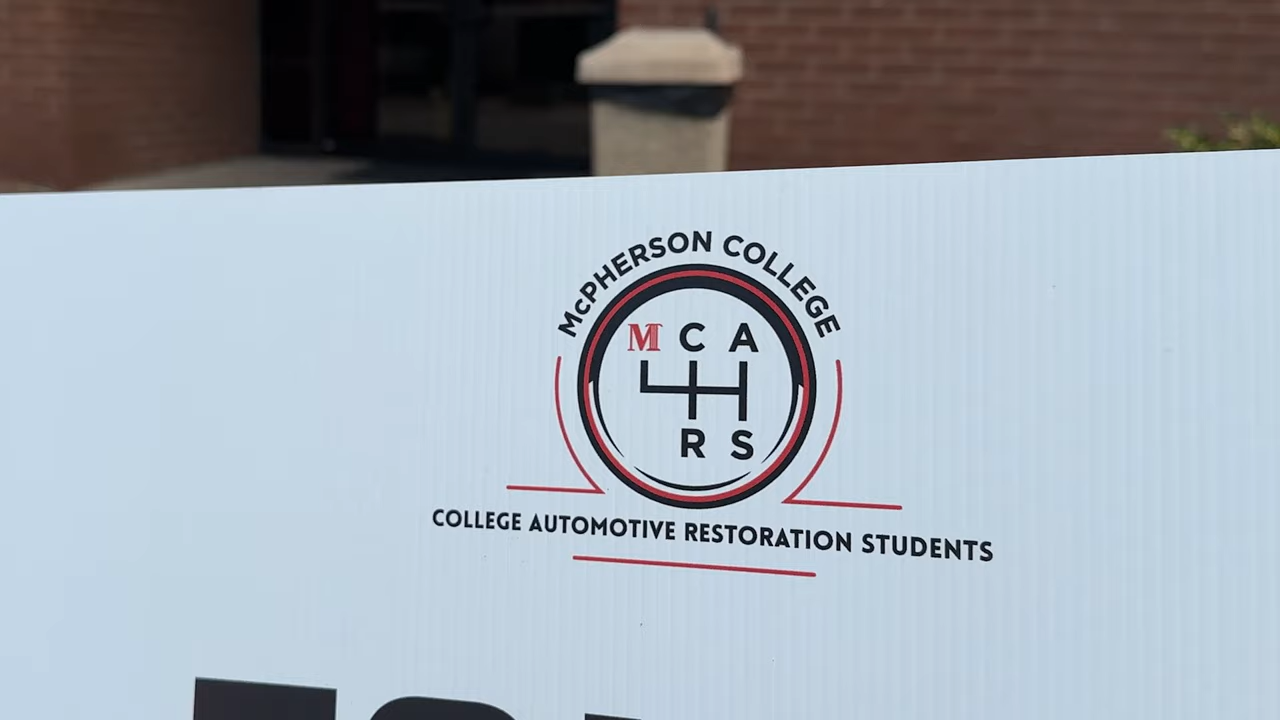 McPHERSON COLLEGE
M C A
R S
COLLEGE AUTOMOTIVE RESTORATION STUDENTS